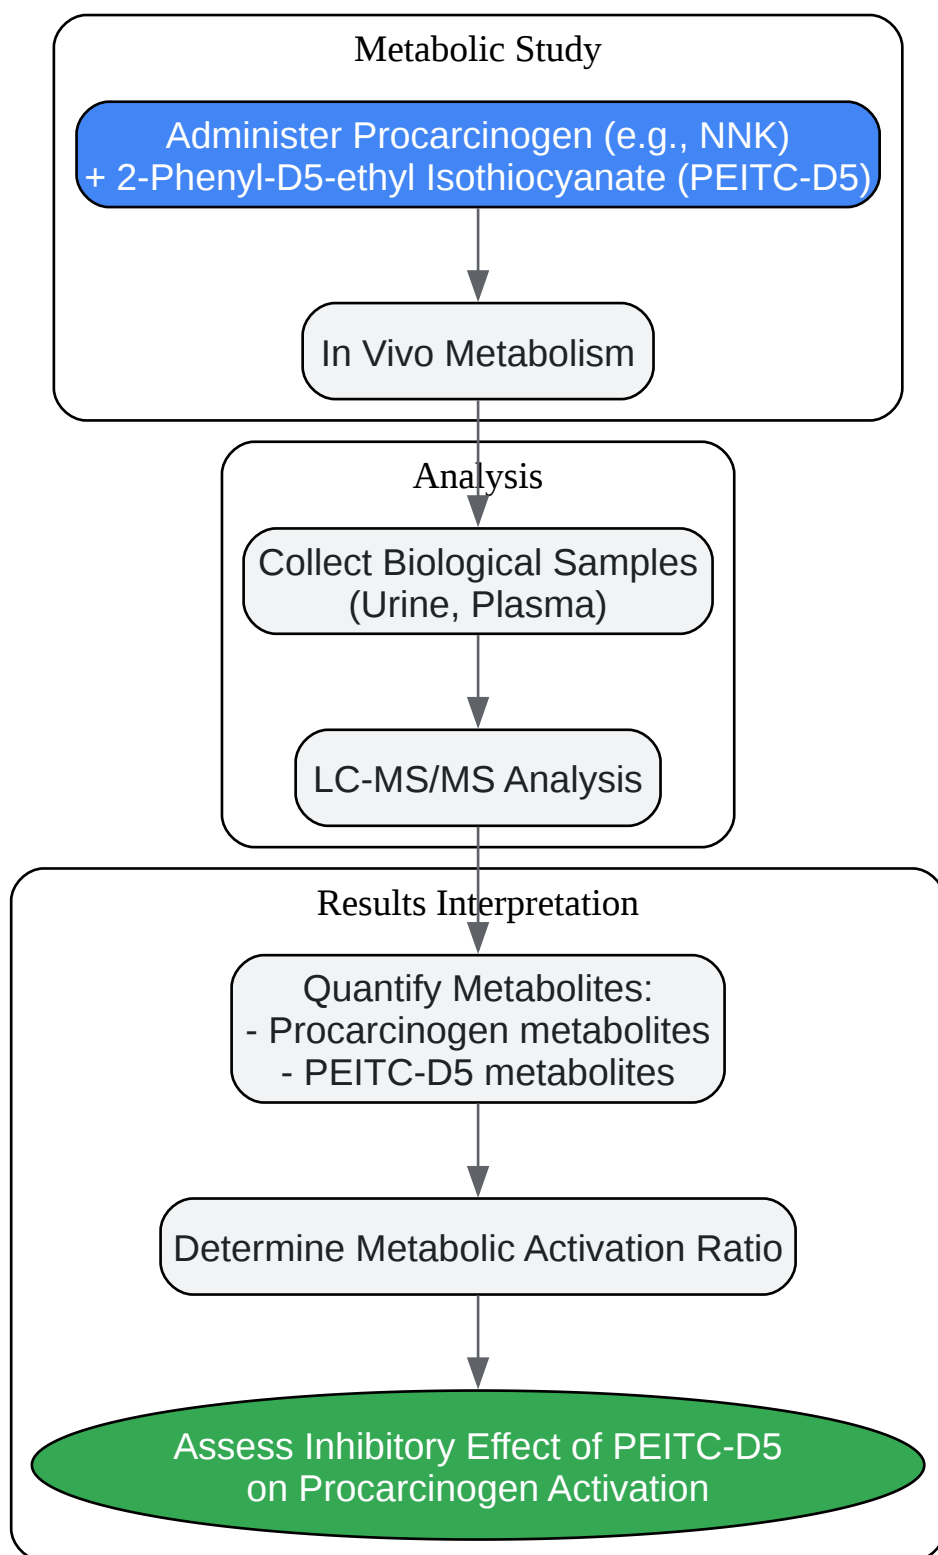 Metabolic Study
Administer Procarcinogen (e.g., NNK)
+ 2-Phenyl-D5-ethyl Isothiocyanate (PEITC-D5)
In Vivo Metabolism
Analysis
Collect Biological Samples
(Urine, Plasma)
LC-MS/MS Analysis
Results Interpretation
Quantify Metabolites:
- Procarcinogen metabolites
- PEITC-D5 metabolites
Determine Metabolic Activation Ratio
Assess Inhibitory Effect of PEITC-D5
on Procarcinogen Activation